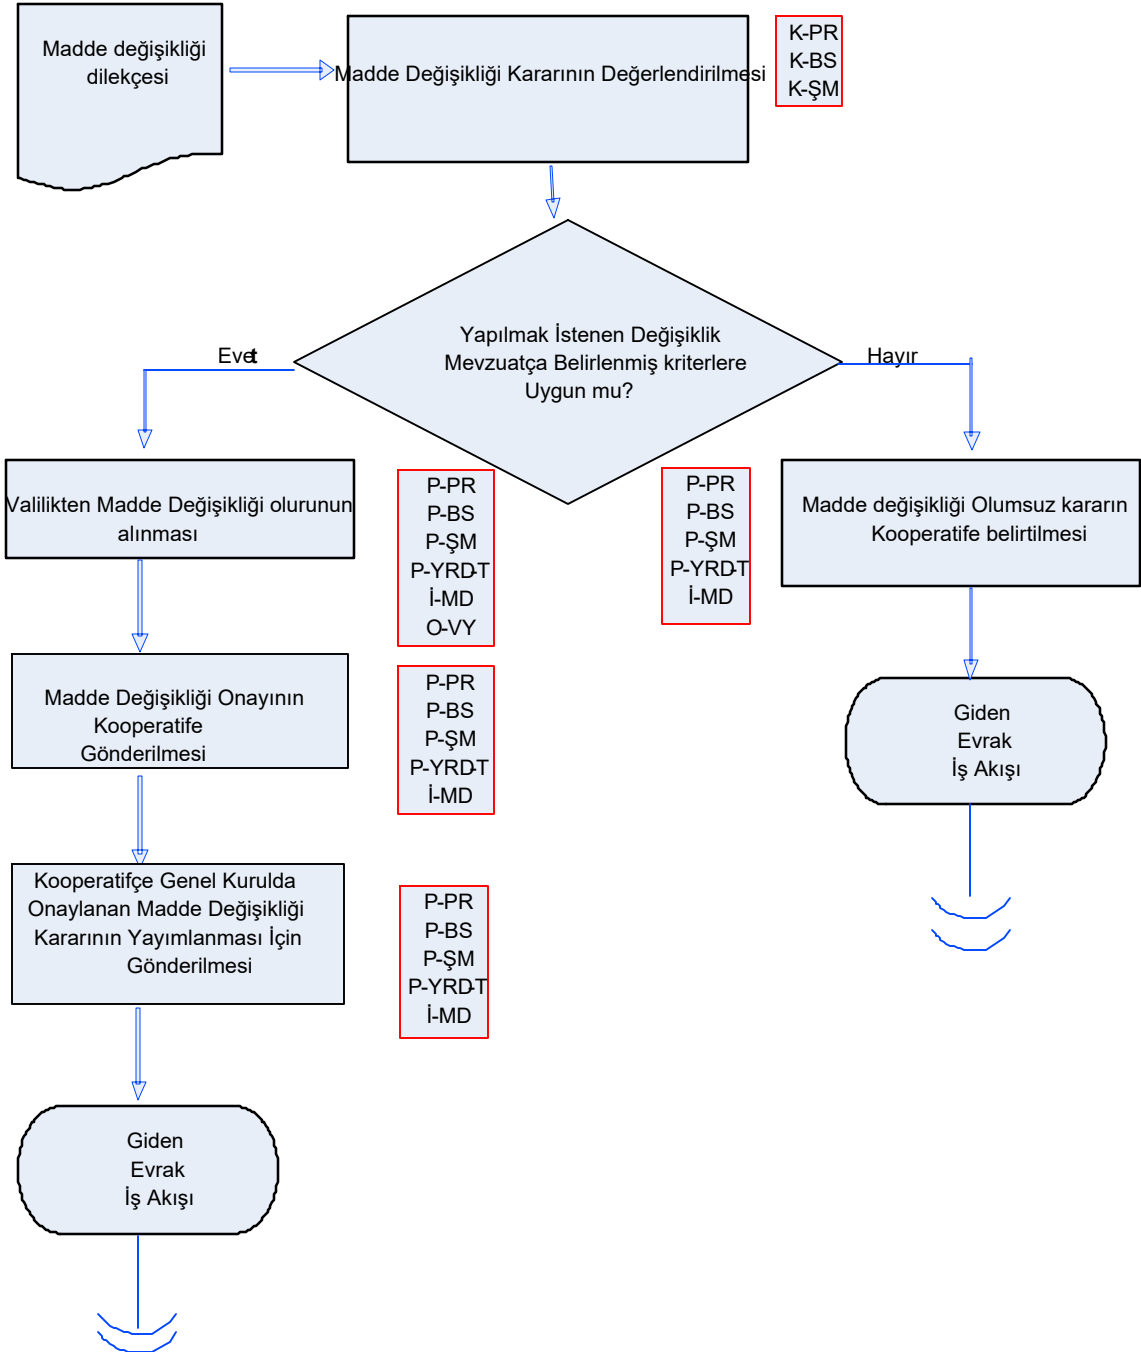 Madde değişikliği
dilekçesi
Madde Değişikliği Kararının Değerlendirilmesi
K-PR
K-BS
K-ŞM
Yapılmak İstenen Değişiklik
Mevzuatça Belirlenmiş kriterlere
Uygun mu?
Evet
Hayır
Valilikten Madde Değişikliği olurunun
alınması
P-PR
P-BS
P-ŞM
P-YRD-T
İ-MD
O-VY
P-PR
P-BS
P-ŞM
P-YRD-T
İ-MD
Madde değişikliği Olumsuz kararın
Kooperatife belirtilmesi
Madde Değişikliği Onayının
Kooperatife
Gönderilmesi
P-PR
P-BS
P-ŞM
P-YRD-T
İ-MD
Giden
Evrak
İş Akışı
Kooperatifçe Genel Kurulda
Onaylanan Madde Değişikliği
Kararının Yayımlanması İçin
Gönderilmesi
P-PR
P-BS
P-ŞM
P-YRD-T
İ-MD
Giden
Evrak
İş Akışı